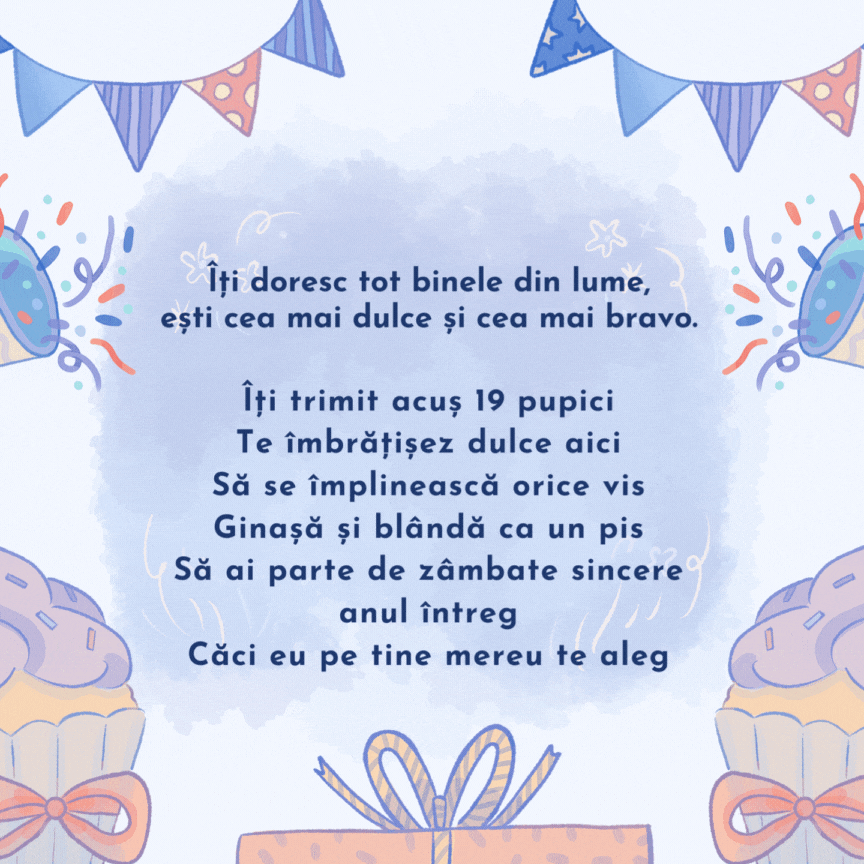 Îți doresc tot binele din lume,
ești cea mai dulce și cea mai bravo.
Îți trimit acuș 19 pupici
Te îmbrățișez dulce aici
Să se împlinească orice vis
Ginașă și blândă ca un pis
Să ai parte de zâmbate sincere
anul întreg
Căci eu pe tine mereu te aleg